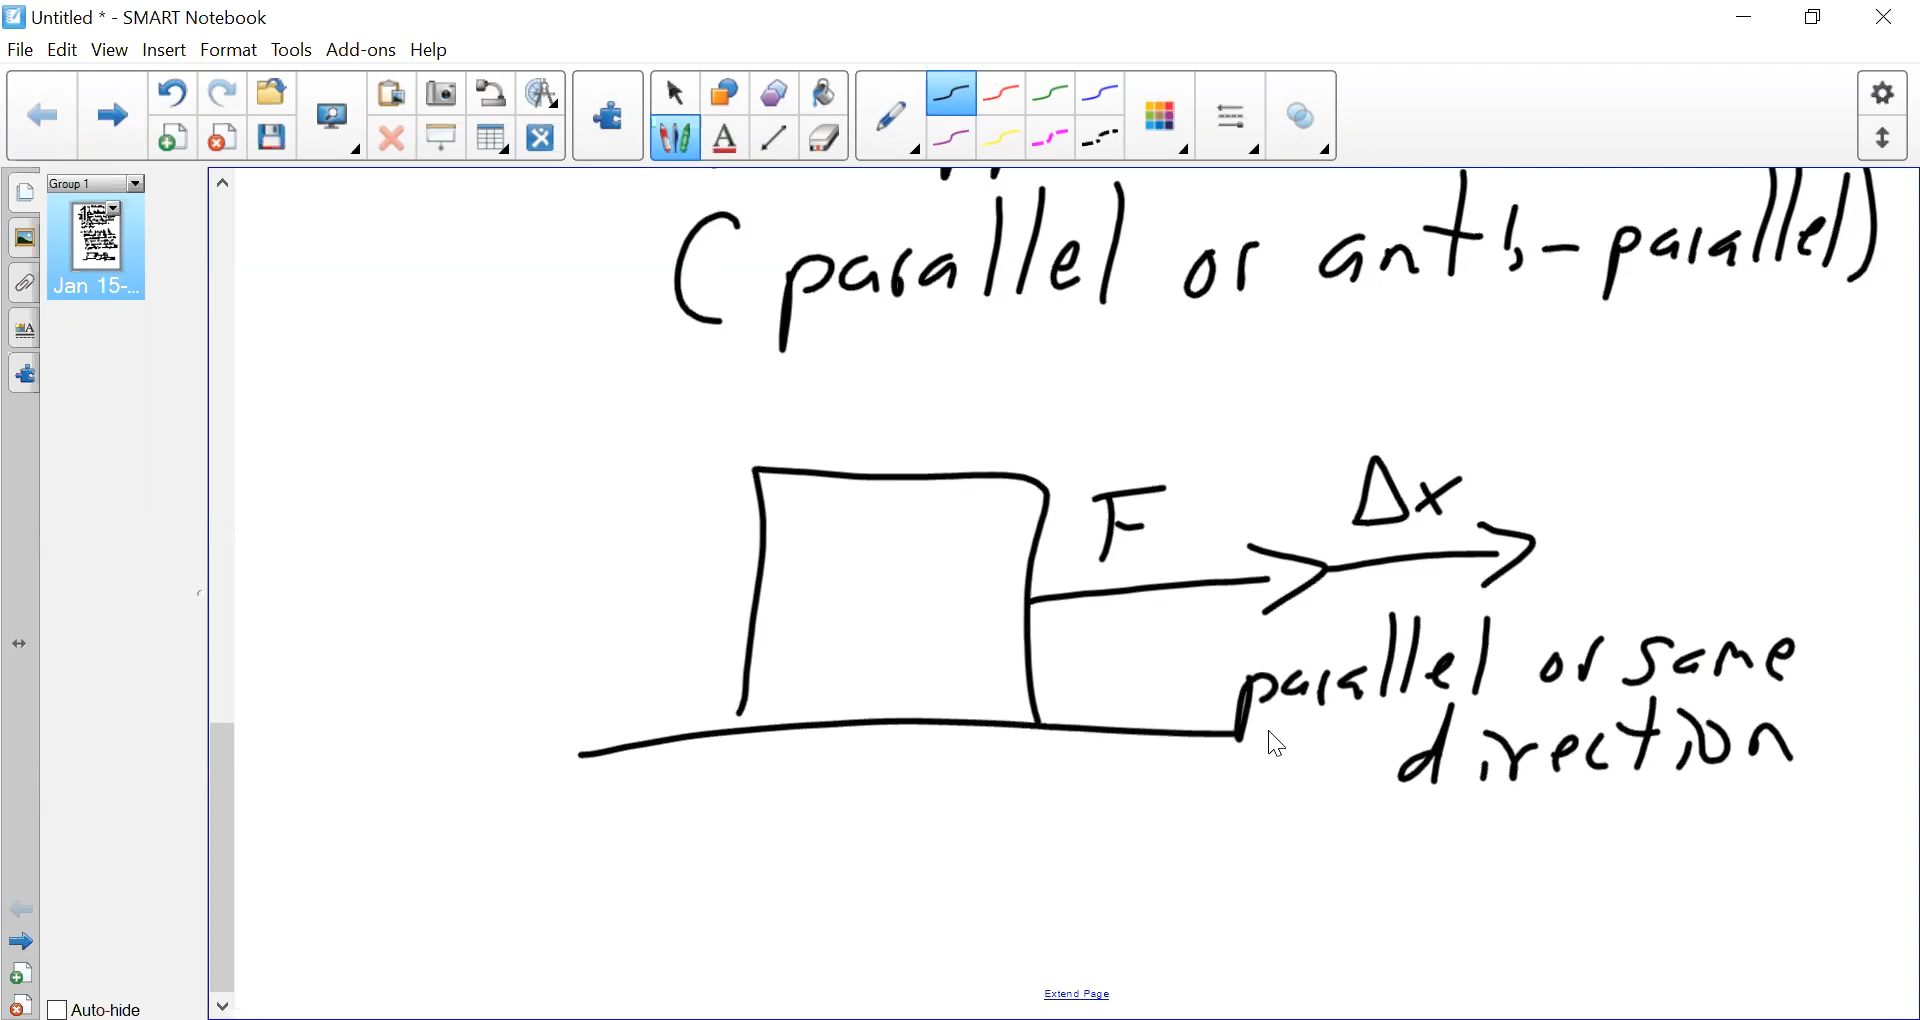 Untitled * - SMART Notebook
File Edit View Insert Format Tools Add-ons Help
Group 1
Jan 15-...
(parallel or anti-parallel)
F
Δx
parallel or same
direction
Extend Page
Auto-hide